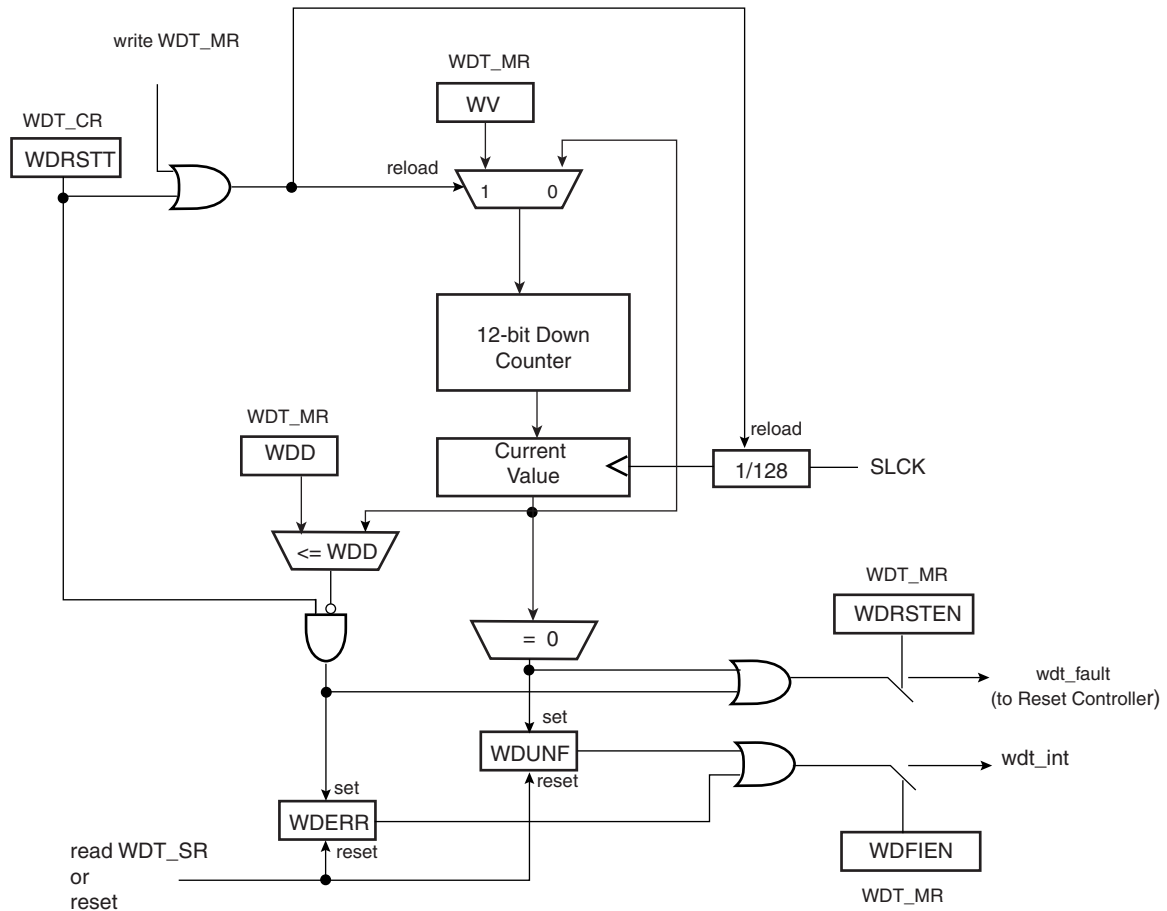 write WDT_MR
WDT_MR
WV
WDT_CR
WDRSTT
reload
1 0
12-bit Down
Counter
WDT_MR
WDD
Current
Value
reload
1/128
SLCK
<= WDD
WDT_MR
WDRSTEN
= 0
wdt_fault
(to Reset Controller)
set
WDUNF
reset
wdt_int
set
WDERR
reset
read WDT_SR
or
reset
WDFIEN
WDT_MR